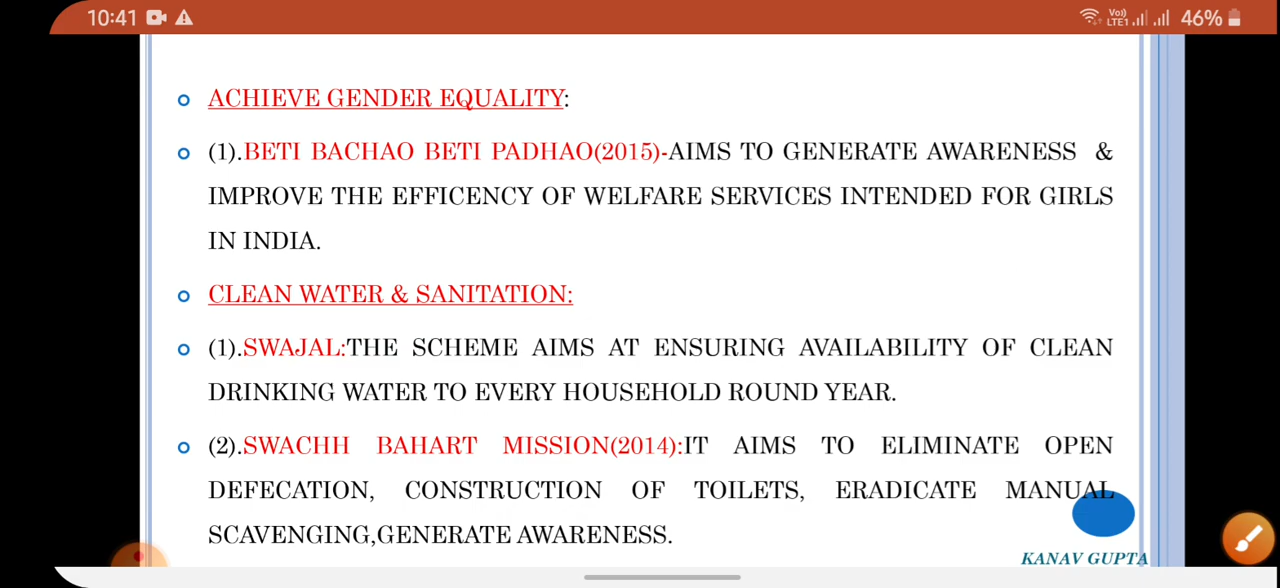 10:41
Vo)) LTE1 46%
ACHIEVE GENDER EQUALITY:
(1).BETI BACHAO BETI PADHAO(2015)-AIMS TO GENERATE AWARENESS &
IMPROVE THE EFFICENCY OF WELFARE SERVICES INTENDED FOR GIRLS
IN INDIA.
CLEAN WATER & SANITATION:
(1).SWAJAL:THE SCHEME AIMS AT ENSURING AVAILABILITY OF CLEAN
DRINKING WATER TO EVERY HOUSEHOLD ROUND YEAR.
(2).SWACHH BAHART MISSION(2014):IT AIMS TO ELIMINATE OPEN
DEFECATION, CONSTRUCTION OF TOILETS, ERADICATE MANUAL
SCAVENGING,GENERATE AWARENESS.
KANAV GUPTA